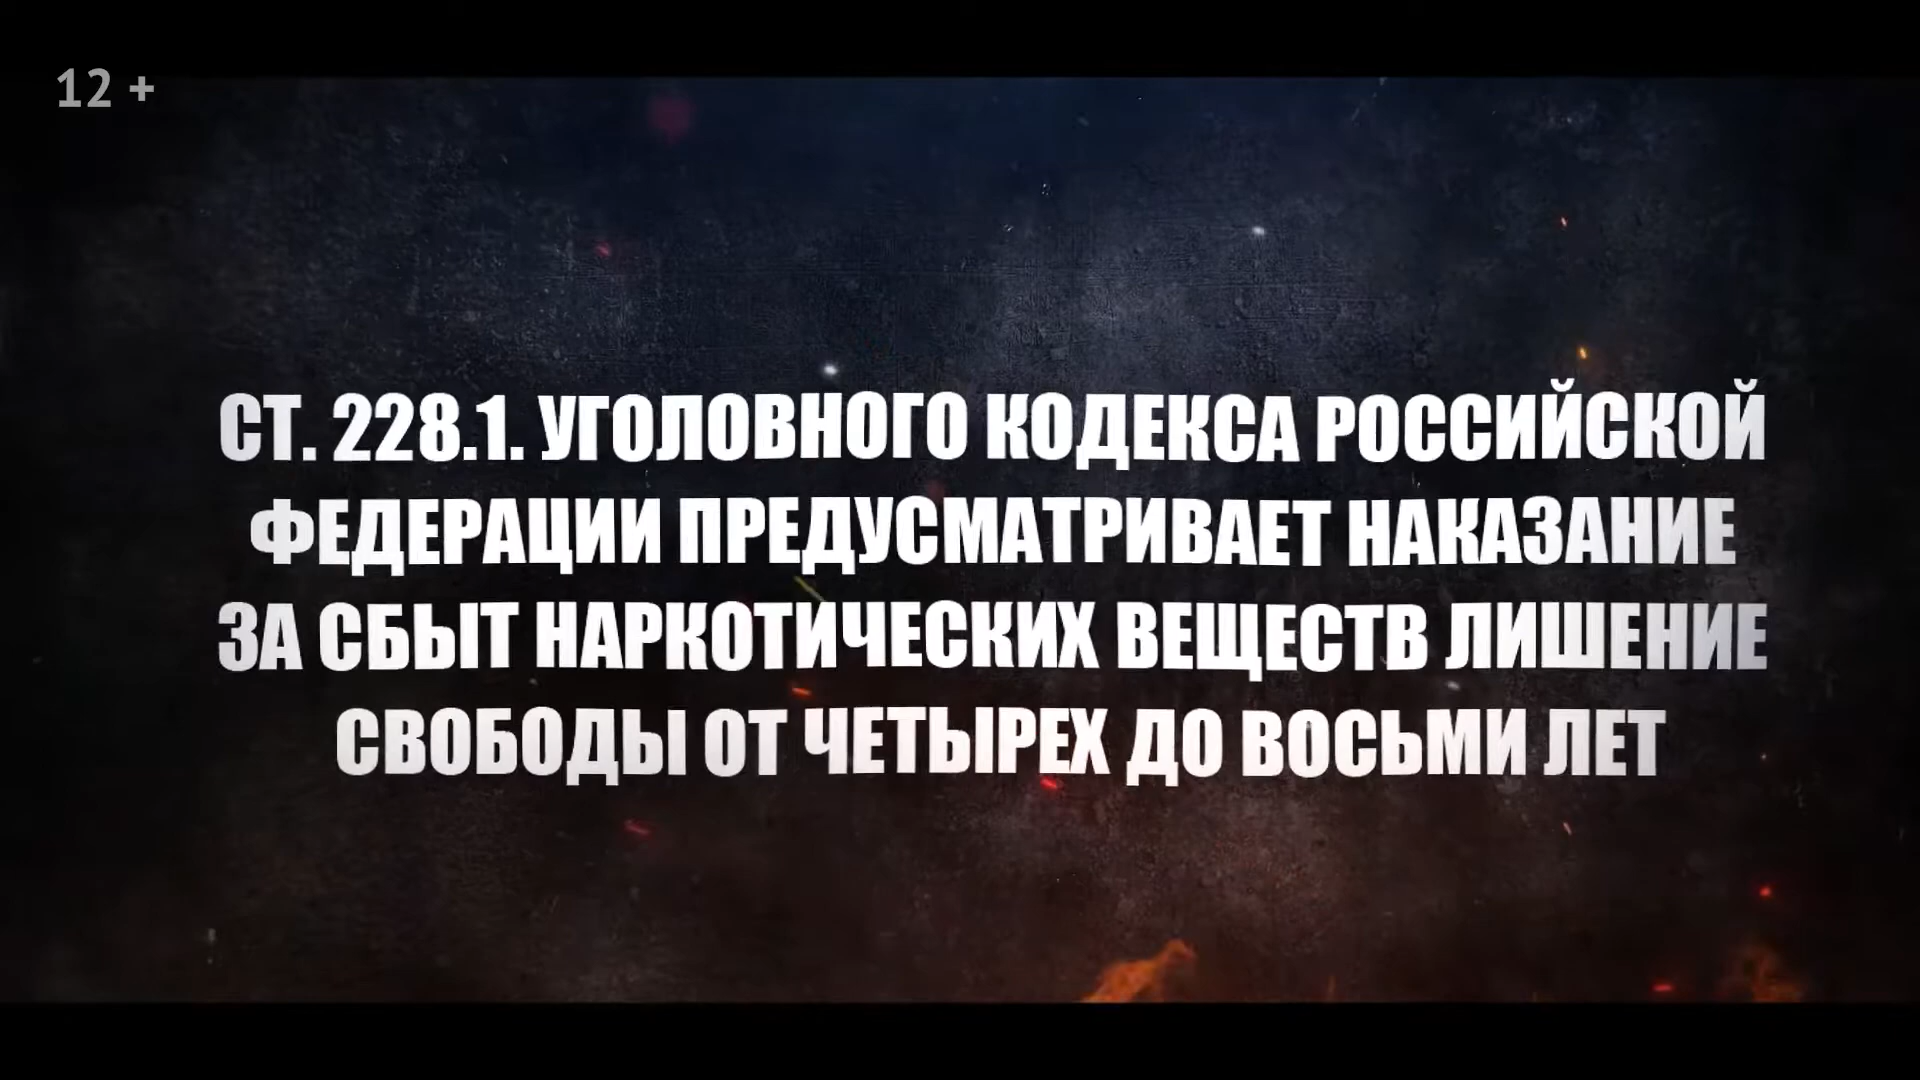 12 +
СТ. 228.1. УГОЛОВНОГО КОДЕКСА РОССИЙСКОЙ
ФЕДЕРАЦИИ ПРЕДУСМАТРИВАЕТ НАКАЗАНИЕ
ЗА СБЫТ НАРКОТИЧЕСКИХ ВЕЩЕСТВ ЛИШЕНИЕ
СВОБОДЫ ОТ ЧЕТЫРЕХ ДО ВОСЬМИ ЛЕТ